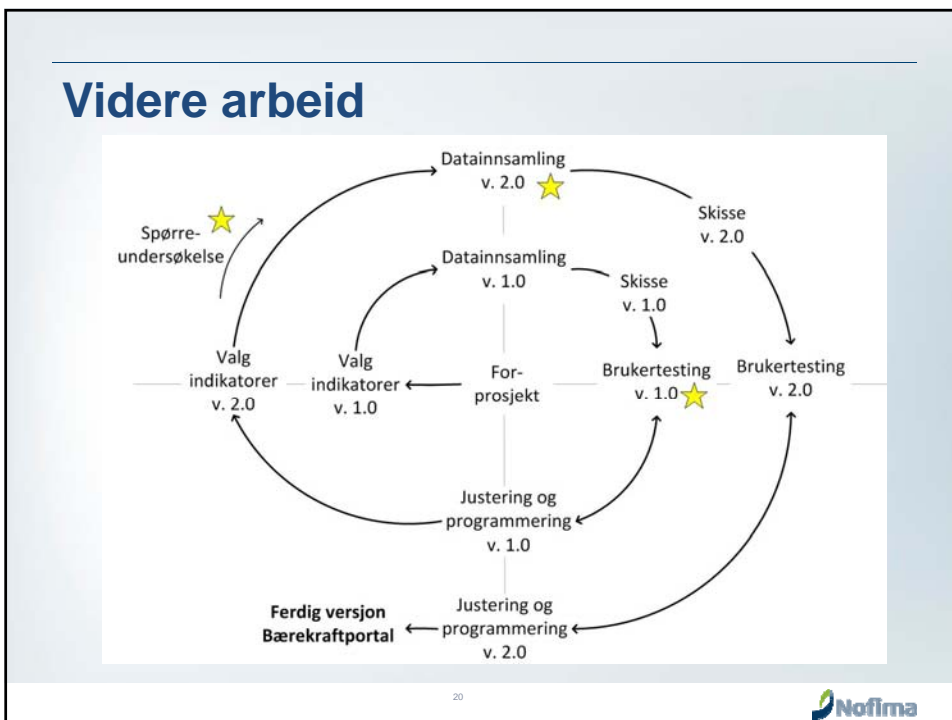 Videre arbeid
Datainnsampling
v. 2.0
Skisse
v. 2.0
Spørre-
undersøkelse
Datainnsamling
v. 1.0
Skisse
v. 1.0
Valg
indikatorer
v. 2.0
Valg
indikatorer
v. 1.0
For-
prosjekt
Brukertesting
v. 1.0
Brukertesting
v. 2.0
Justering og
programmering
v. 1.0
Ferdig versjon
Bærekraftportal
Justering og
programmering
v. 2.0
20
Nofima